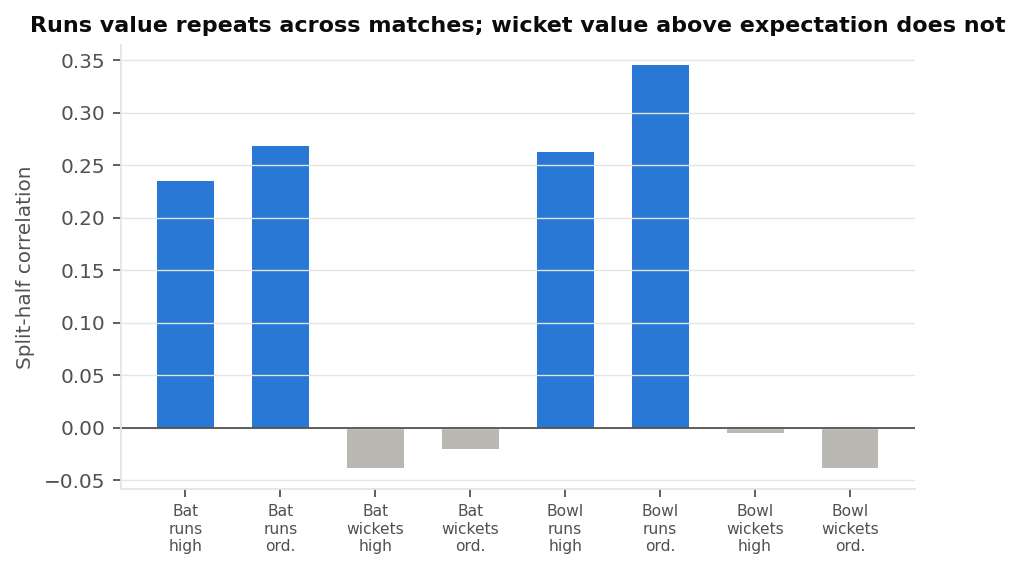 Runs value repeats across matches; wicket value above expectation does not
Split-half correlation
0.35
0.30
0.25
0.20
0.15
0.10
0.05
0.00
−0.05
Bat
runs
high
Bat
runs
ord.
Bat
wickets
high
Bat
wickets
ord.
Bowl
runs
high
Bowl
runs
ord.
Bowl
wickets
high
Bowl
wickets
ord.